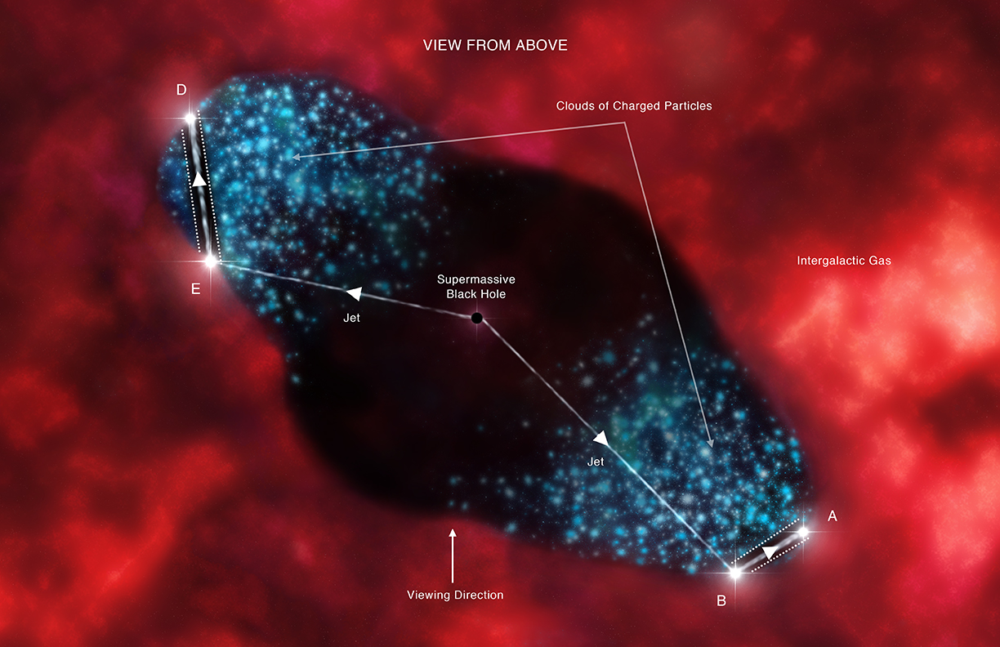 VIEW FROM ABOVE
D
Clouds of Charged Particles
Intergalactic Gas
Supermassive
Black Hole
E
Jet
Jet
A
Viewing Direction
B